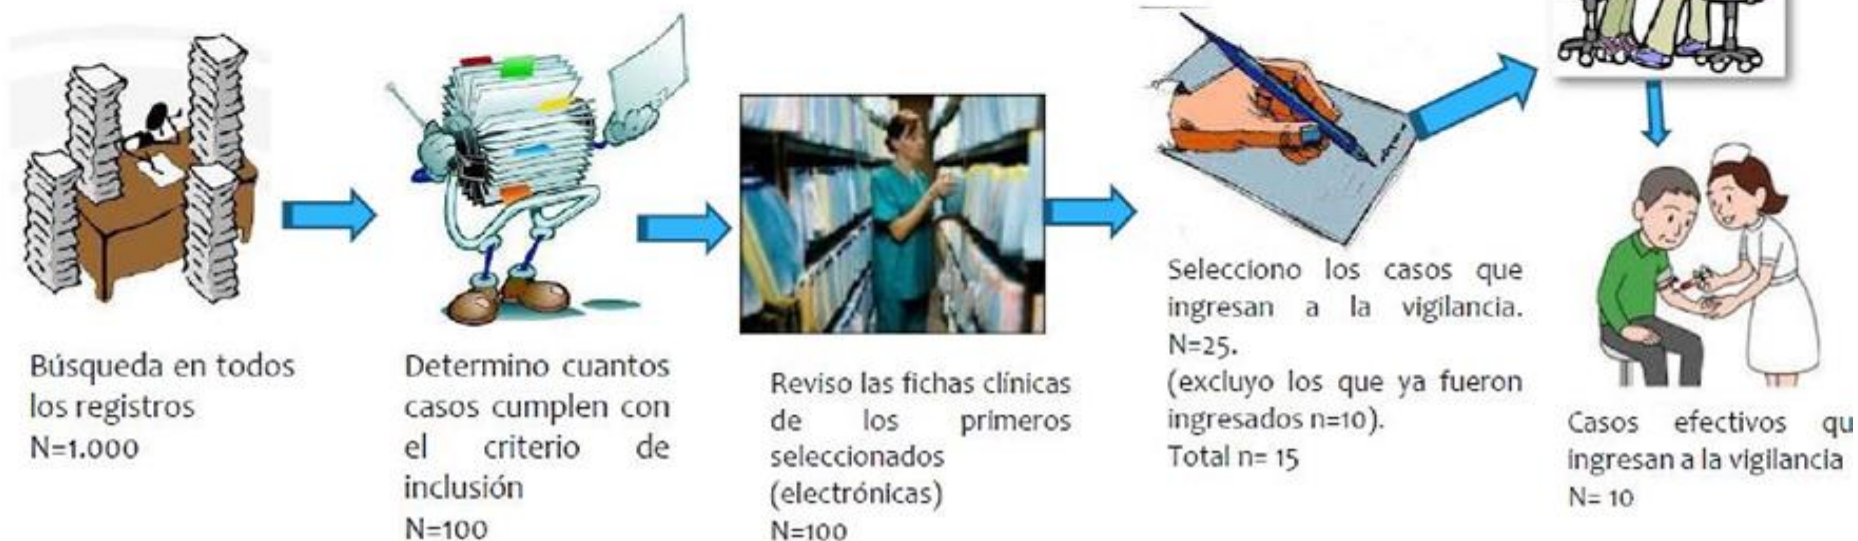 Búsqueda en todos
los registros
N=1.000
Determino cuantos
casos cumplen con
el criterio de
inclusión
N=100
Reviso las fichas clínicas
de los primeros
seleccionados
(electrónicas)
N=100
Selecciono los casos que
ingresan a la vigilancia.
N=25.
(excluyo los que ya fueron
ingresados n=10).
Total n= 15
Casos efectivos qu
ingresan a la vigilancia
N= 10